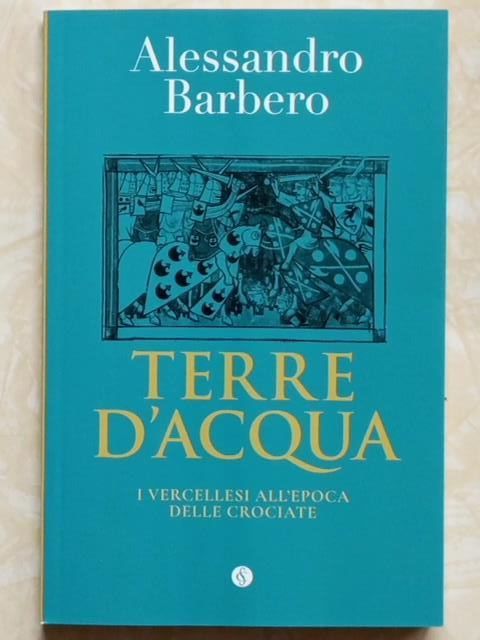 Alessandro
Barbero
TERRE
D'ACQUA
I VERCELLESI ALL'EPOCA
DELLE CROCIATE